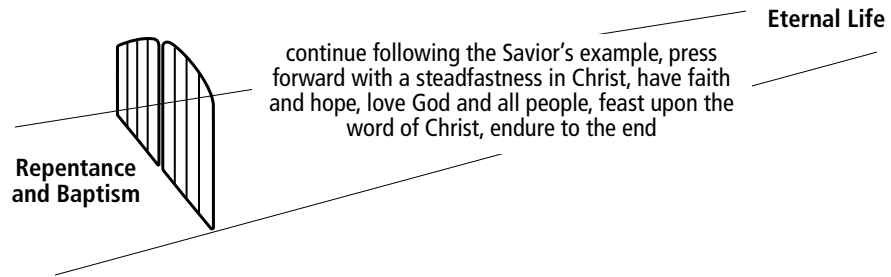 Eternal Life
continue following the Savior’s example, press
forward with a steadfastness in Christ, have faith
and hope, love God and all people, feast upon the
word of Christ, endure to the end
Repentance
and Baptism